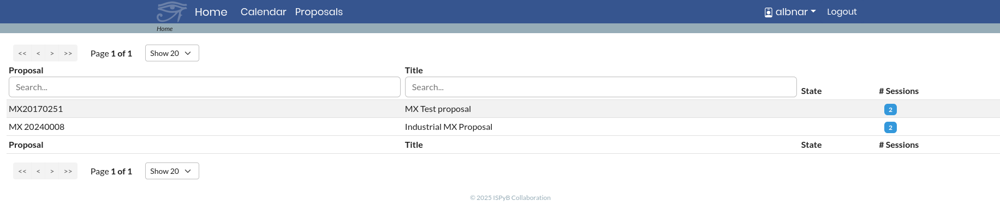 Home Calendar Proposals albnar Logout
Home
<< < > >> Page 1 of 1 Show 20
Proposal Title
Search... Search... State # Sessions
MX20170251 MX Test proposal 2
MX 20240008 Industrial MX Proposal 2
Proposal Title State # Sessions
<< < > >> Page 1 of 1 Show 20
© 2025 ISPyB Collaboration